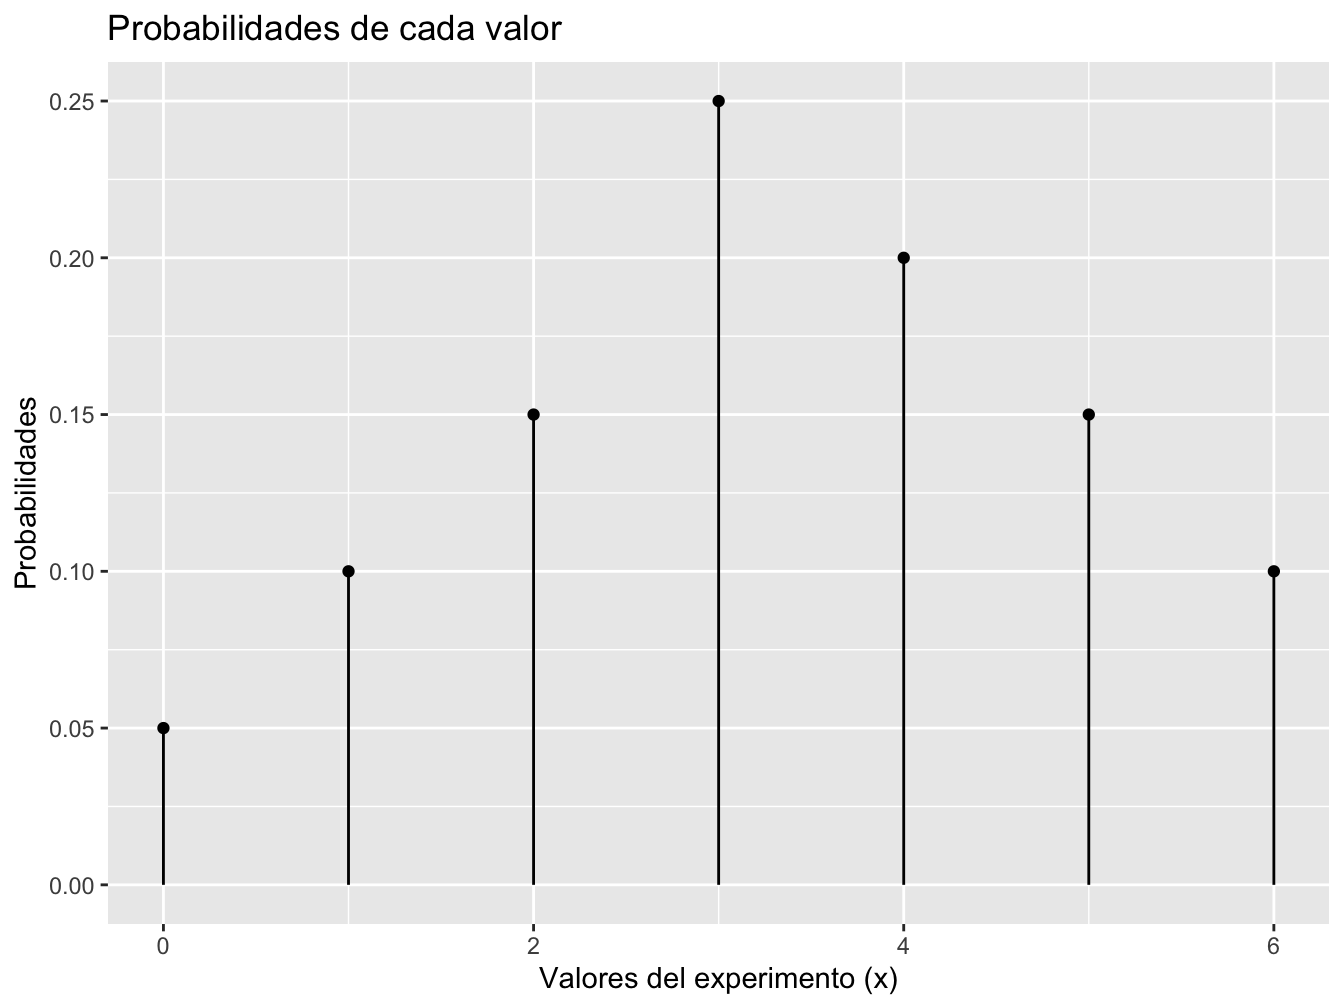 Probabilidades de cada valor
0.25
0.20
0.15
0.10
0.05
0.00
Probabilidades
0 2 4 6
Valores del experimento (x)